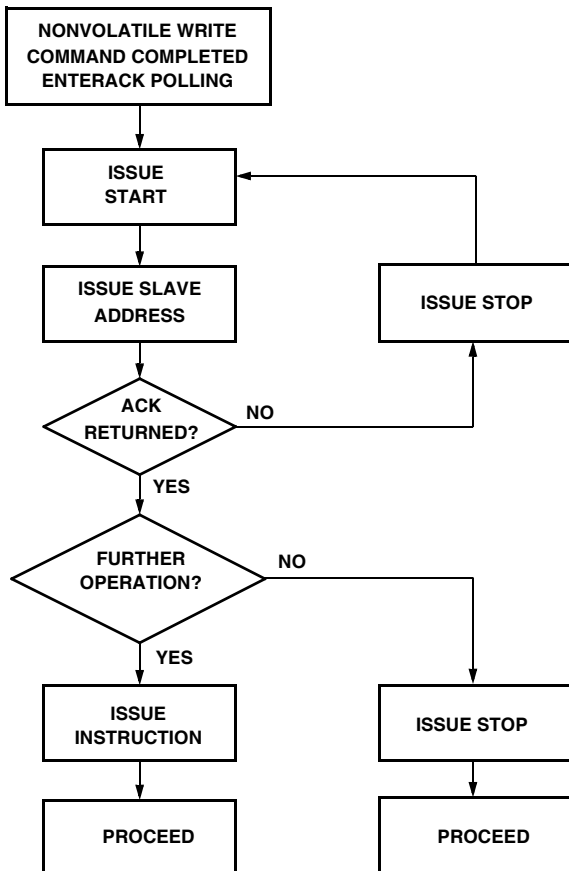 NONVOLATILE WRITE
COMMAND COMPLETED
ENTERACK POLLING
ISSUE
START
ISSUE SLAVE
ADDRESS
ISSUE STOP
ACK
RETURNED?
NO
YES
FURTHER
OPERATION?
NO
YES
ISSUE
INSTRUCTION
ISSUE STOP
PROCEED
PROCEED